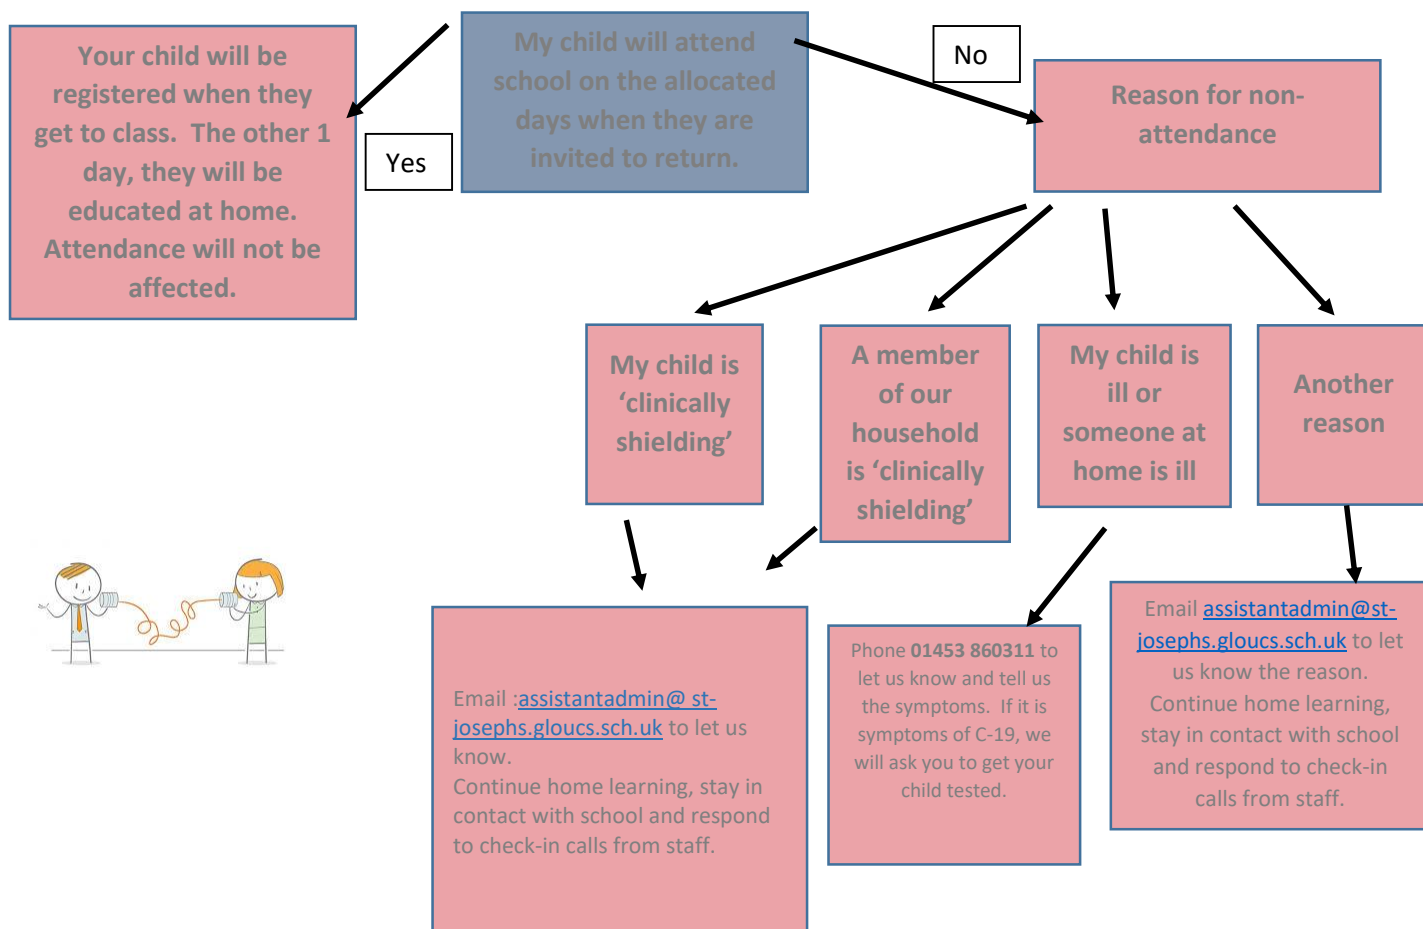 Your child will be
registered when they
get to class.  The other 1
day, they will be
educated at home.
Attendance will not be
affected.
Yes
My child will attend
school on the allocated
days when they are
invited to return.
No
Reason for non-
attendance
My child is
‘clinically
shielding’
A member
of our
household
is ‘clinically
shielding’
My child is
ill or
someone at
home is ill
Another
reason
Email :assistantadmin@ st-
josephs.gloucs.sch.uk to let us
know.
Continue home learning, stay in
contact with school and respond
to check-in calls from staff.
Phone 01453 860311 to
let us know and tell us
the symptoms.  If it is
symptoms of C-19, we
will ask you to get your
child tested.
Email assistantadmin@st-
josephs.gloucs.sch.uk to let
us know the reason.
Continue home learning,
stay in contact with school
and respond to check-in
calls from staff.